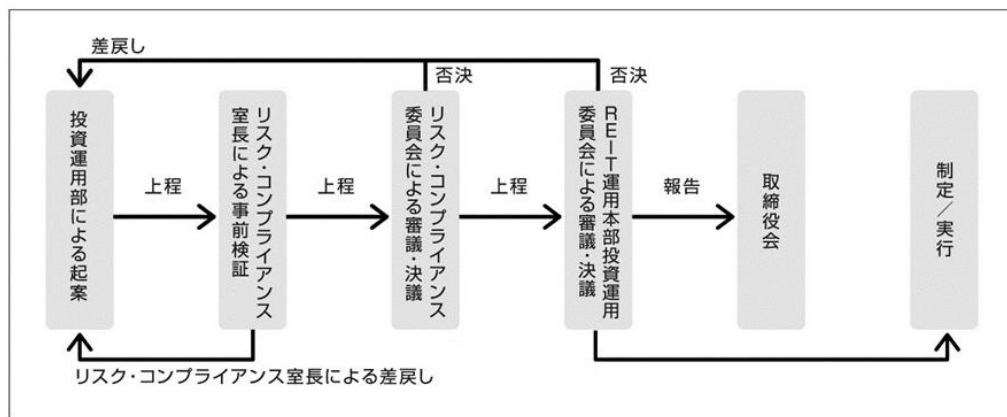 差戻し
否決
否決
投資運用部による起案
上程
リスク・コンプライアンス
室長による事前検証
上程
リスク・コンプライアンス
委員会による審議・決議
上程
REIT運用本部投資運用
委員会による審議・決議
報告
取締役会
制定／実行
リスク・コンプライアンス室長による差戻し